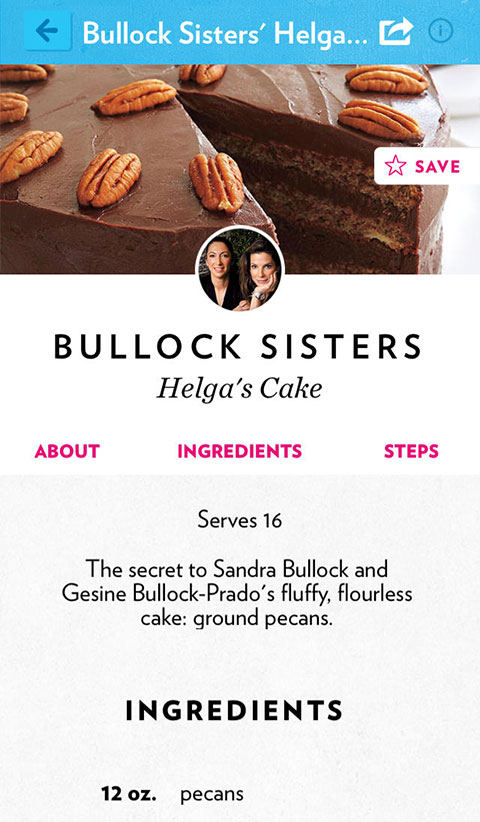 Bullock Sisters' Helga...
SAVE
BULLOCK SISTERS
Helga's Cake
ABOUT INGREDIENTS STEPS
Serves 16
The secret to Sandra Bullock and
Gesine Bullock-Prado's fluffy, flourless
cake: ground pecans.
INGREDIENTS
12 oz. pecans